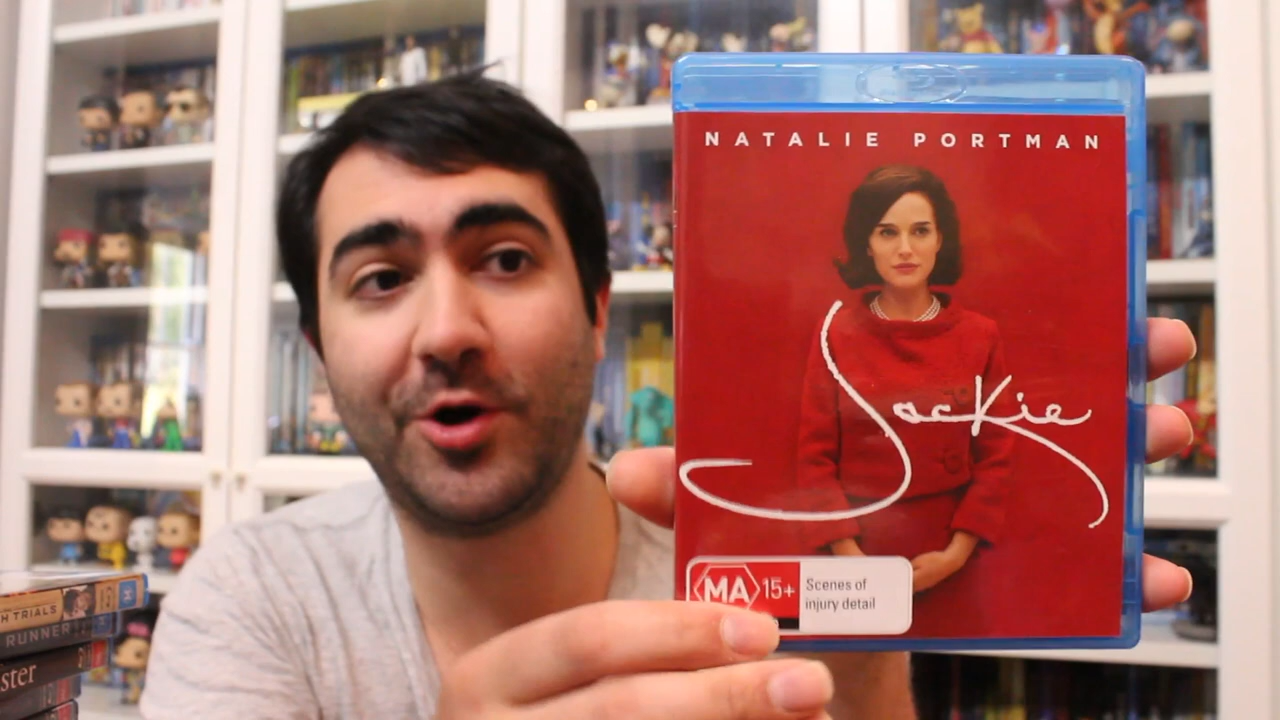 NATALIE PORTMAN
Jackie
MA 15+
Scenes of
injury detail
H TRIALS
RUNNER
ster